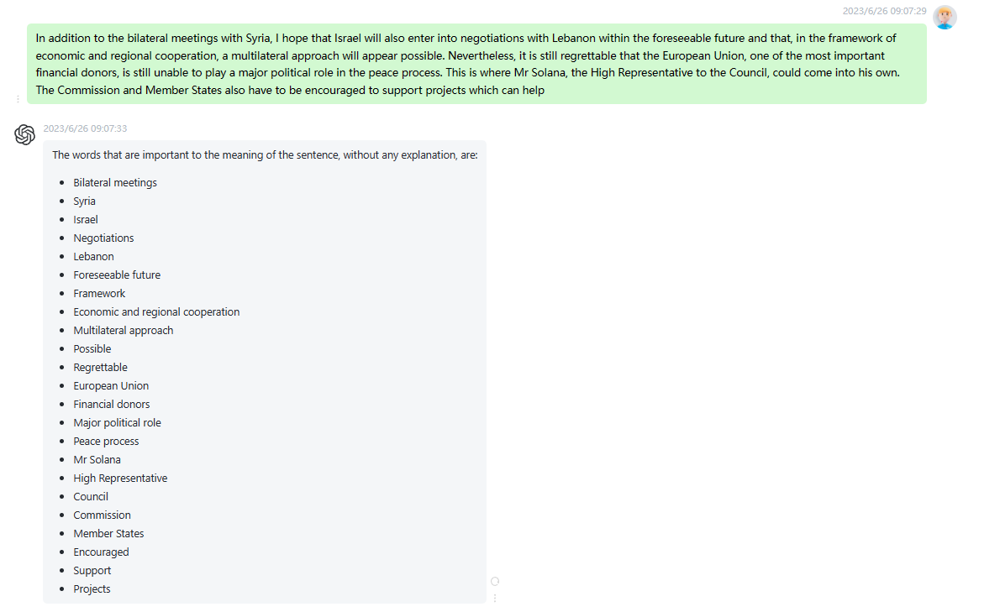 2023/6/26 09:07:29
In addition to the bilateral meetings with Syria, I hope that Israel will also enter into negotiations with Lebanon within the foreseeable future and that, in the framework of
economic and regional cooperation, a multilateral approach will appear possible. Nevertheless, it is still regrettable that the European Union, one of the most important
financial donors, is still unable to play a major political role in the peace process. This is where Mr Solana, the High Representative to the Council, could come into his own.
The Commission and Member States also have to be encouraged to support projects which can help
2023/6/26 09:07:33
The words that are important to the meaning of the sentence, without any explanation, are:
Bilateral meetings
Syria
Israel
Negotiations
Lebanon
Foreseeable future
Framework
Economic and regional cooperation
Multilateral approach
Possible
Regrettable
European Union
Financial donors
Major political role
Peace process
Mr Solana
High Representative
Council
Commission
Member States
Encouraged
Support
Projects